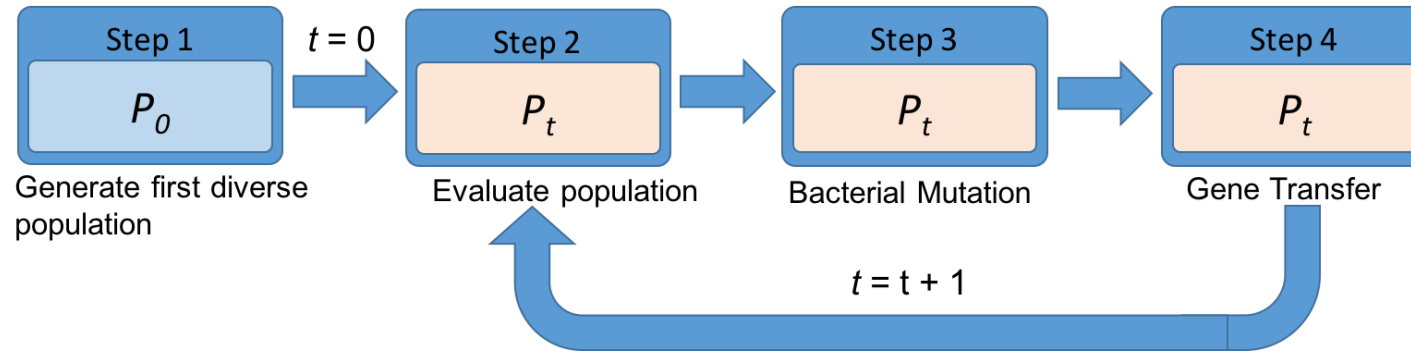 Step 1
P0
Generate first diverse
population
t = 0
Step 2
Pt
Evaluate population
Step 3
Pt
Bacterial Mutation
Step 4
Pt
Gene Transfer
t = t + 1